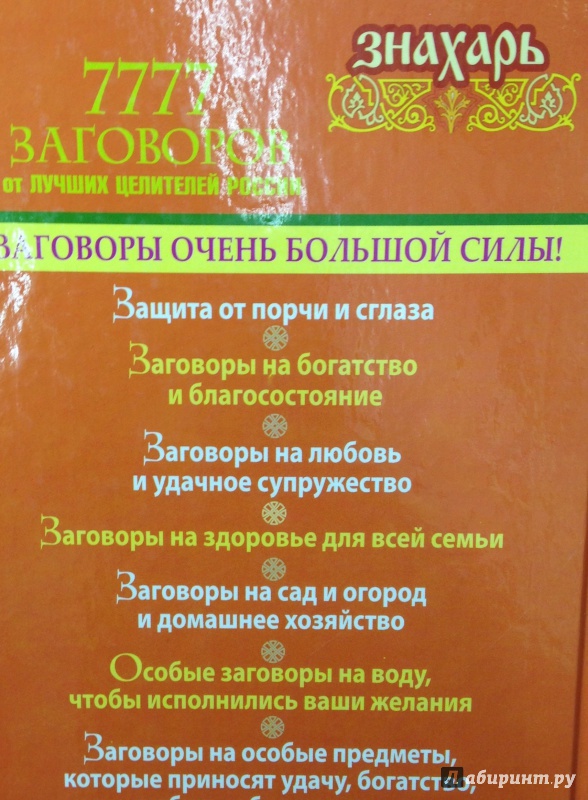 ЗНАХАРЬ
7777
ЗАГОВОРОВ
от ЛУЧШИХ ЦЕЛИТЕЛЕЙ РОССИИ
ЗАГОВОРЫ ОЧЕНЬ БОЛЬШОЙ СИЛЫ!
Защита от порчи и сглаза
Заговоры на богатство
и благосостояние
Заговоры на любовь
и удачное супружество
Заговоры на здоровье для всей семьи
Заговоры на сад и огород
и домашнее хозяйство
Особые заговоры на воду,
чтобы исполнились ваши желания
Заговоры на особые предметы,
которые приносят удачу, богатство,
Лабиринт.ру